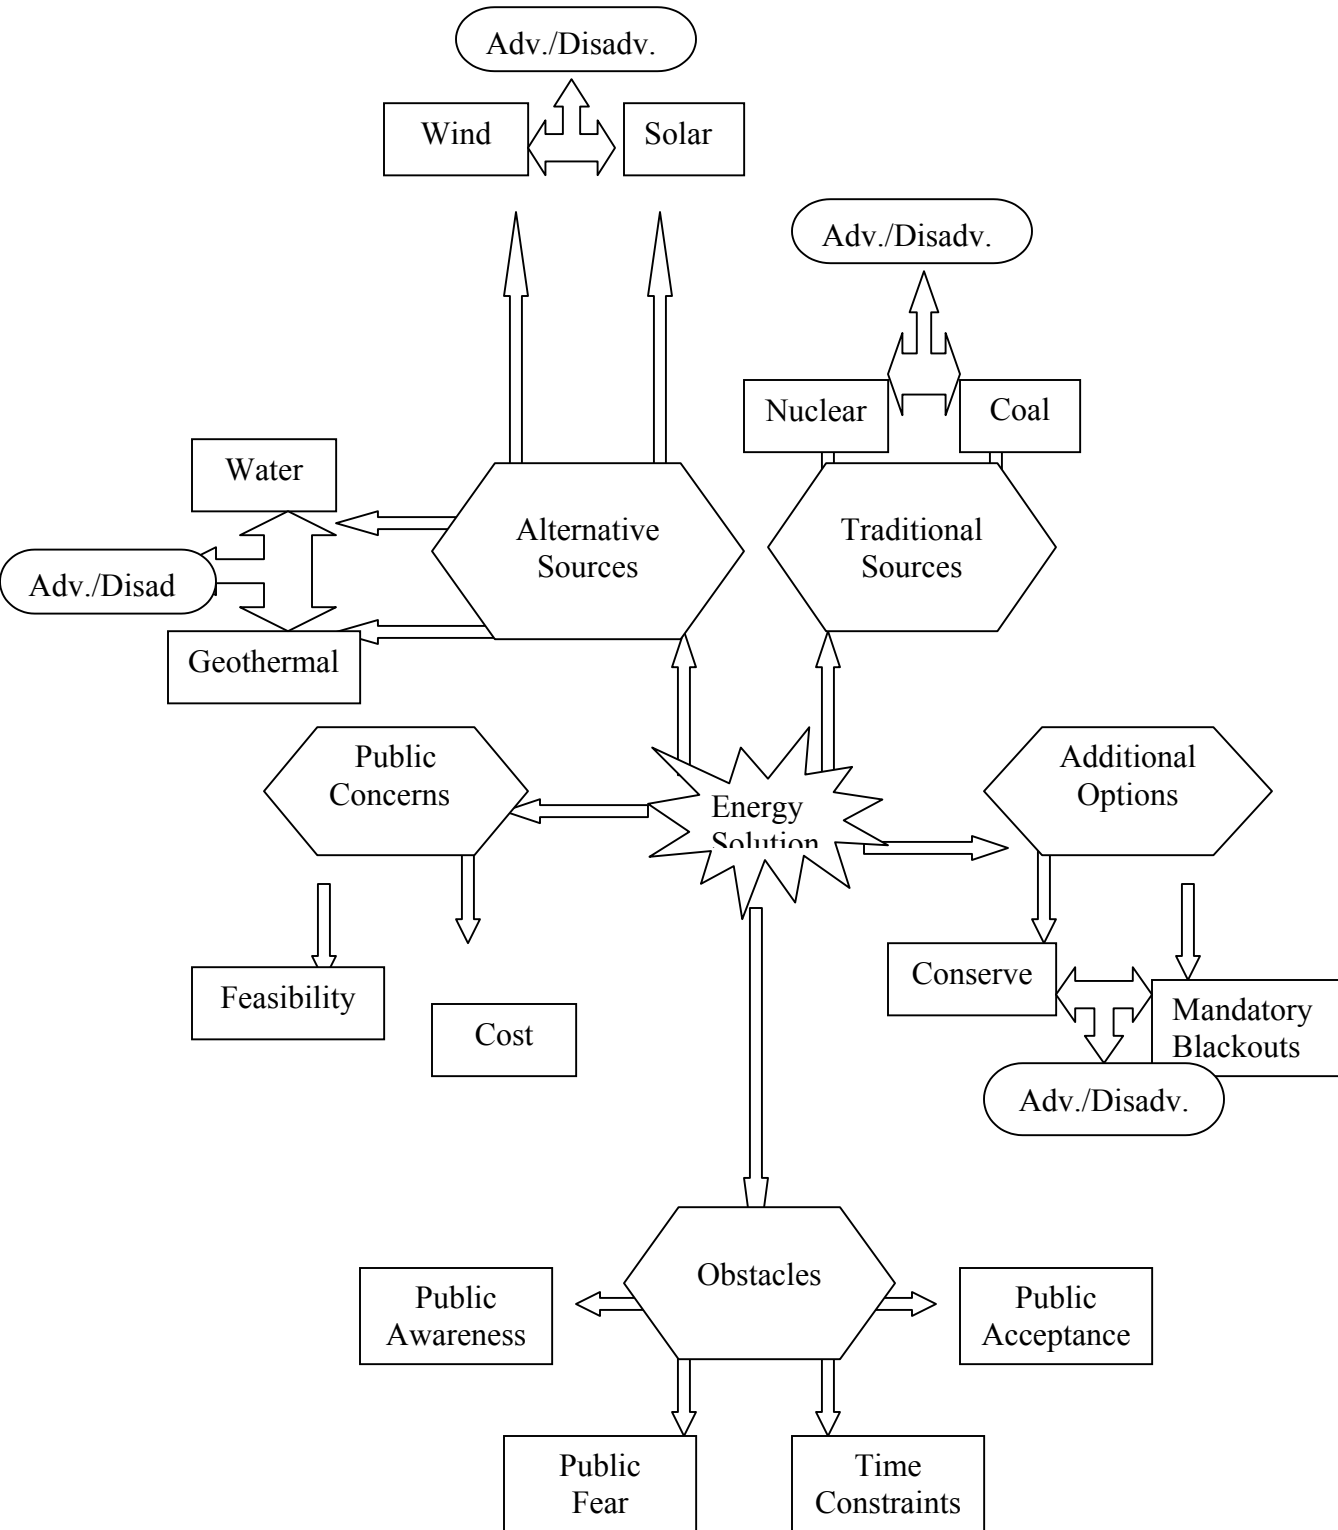 Adv./Disadv.
Wind
Solar
Adv./Disadv.
Nuclear
Coal
Water
Alternative
Sources
Traditional
Sources
Adv./Disad
Geothermal
Public
Concerns
Energy
Solution
Additional
Options
Feasibility
Cost
Conserve
Mandatory
Blackouts
Adv./Disadv.
Obstacles
Public
Awareness
Public
Acceptance
Public
Fear
Time
Constraints